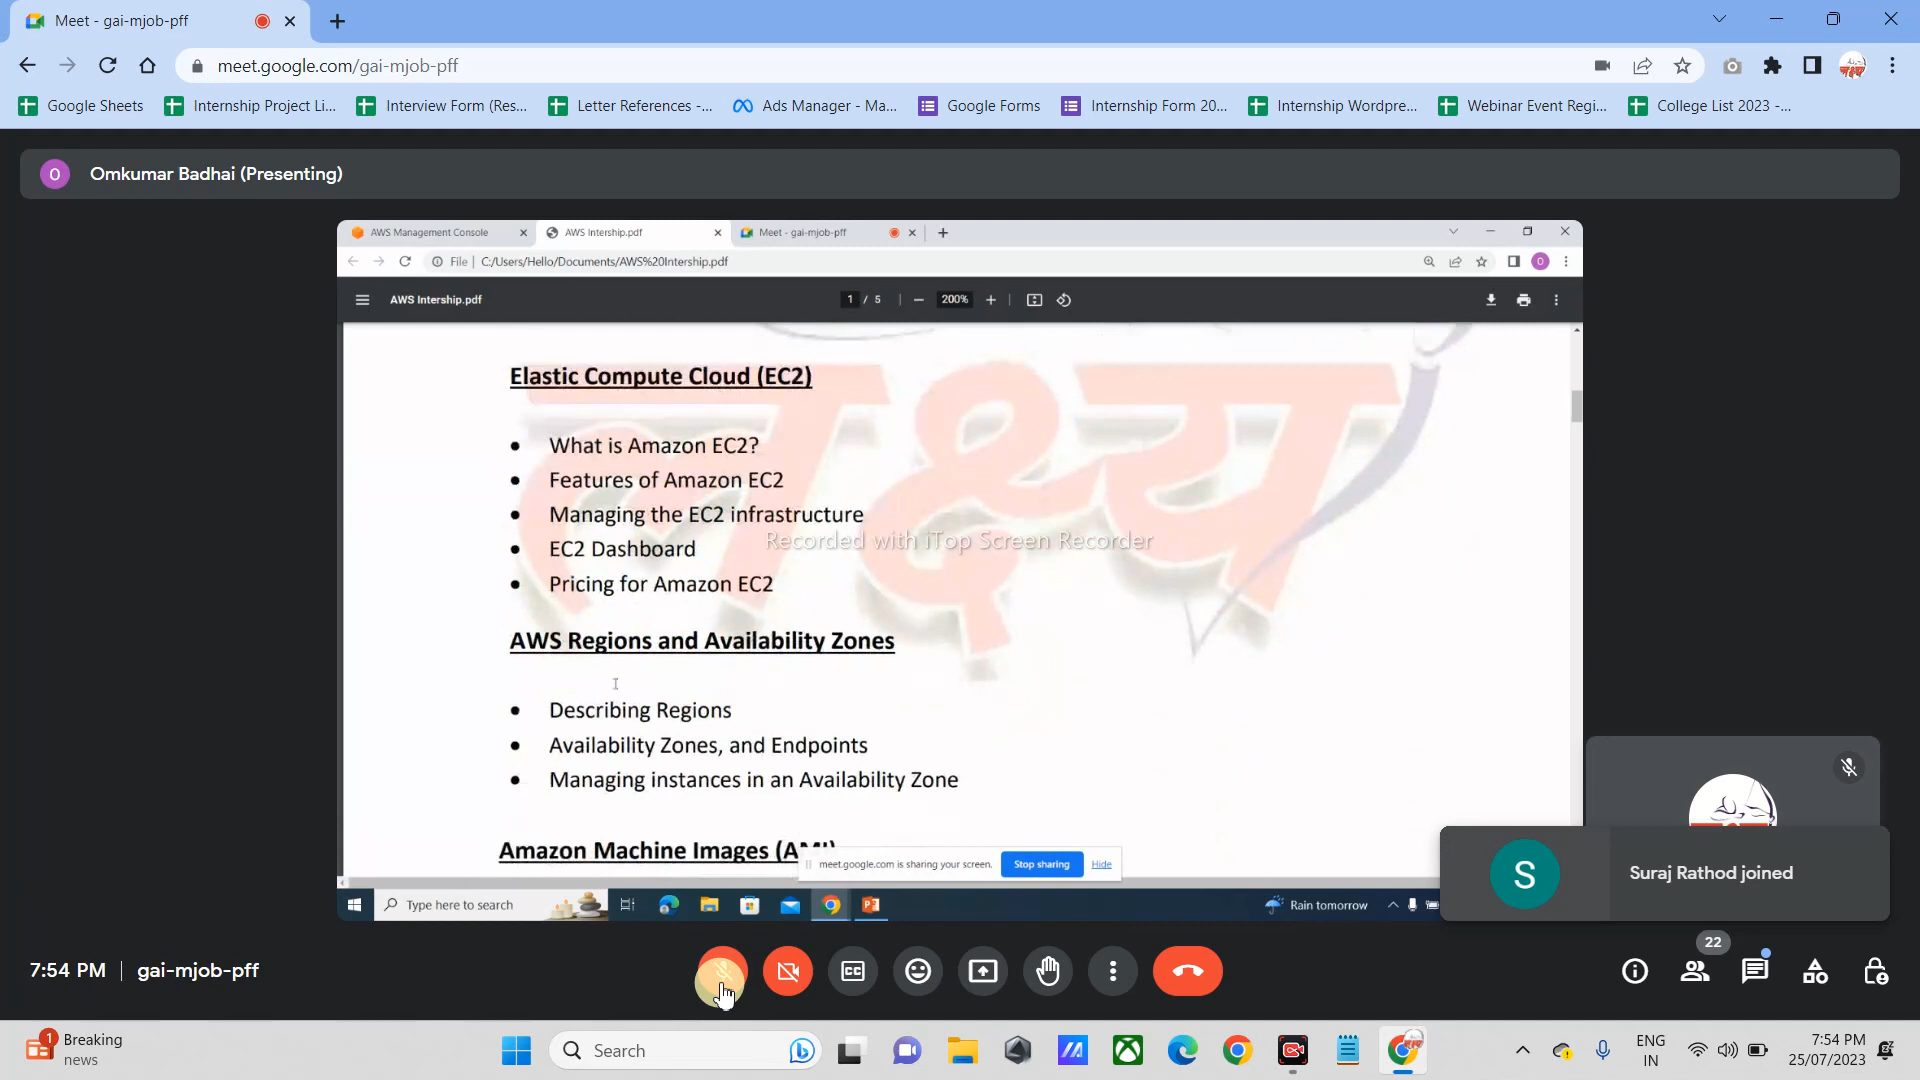 Meet - gai-mjob-pff
meet.google.com/gai-mjob-pff
Google Sheets
Internship Project Li...
Interview Form (Res...
Letter References -...
Ads Manager - Ma...
Google Forms
Internship Form 20...
Internship Wordpre...
Webinar Event Regi...
College List 2023 -...
O
Omkumar Badhai (Presenting)
AWS Management Console
AWS Intership.pdf
Meet - gai-mjob-pff
File | C:/Users/Hello/Documents/AWS%20Intership.pdf
O
AWS Intership.pdf
1 / 5
200%
लक्ष्य
Elastic Compute Cloud (EC2)
• What is Amazon EC2?
• Features of Amazon EC2
• Managing the EC2 infrastructure
• EC2 Dashboard
• Pricing for Amazon EC2
Recorded with iTop Screen Recorder
AWS Regions and Availability Zones
• Describing Regions
• Availability Zones, and Endpoints
• Managing instances in an Availability Zone
Amazon Machine Images (AMI)
meet.google.com is sharing your screen.
Stop sharing
Hide
Type here to search
Rain tomorrow
S
Suraj Rathod joined
7:54 PM | gai-mjob-pff
CC
22
1
Breaking
news
Search
ENG
IN
7:54 PM
25/07/2023